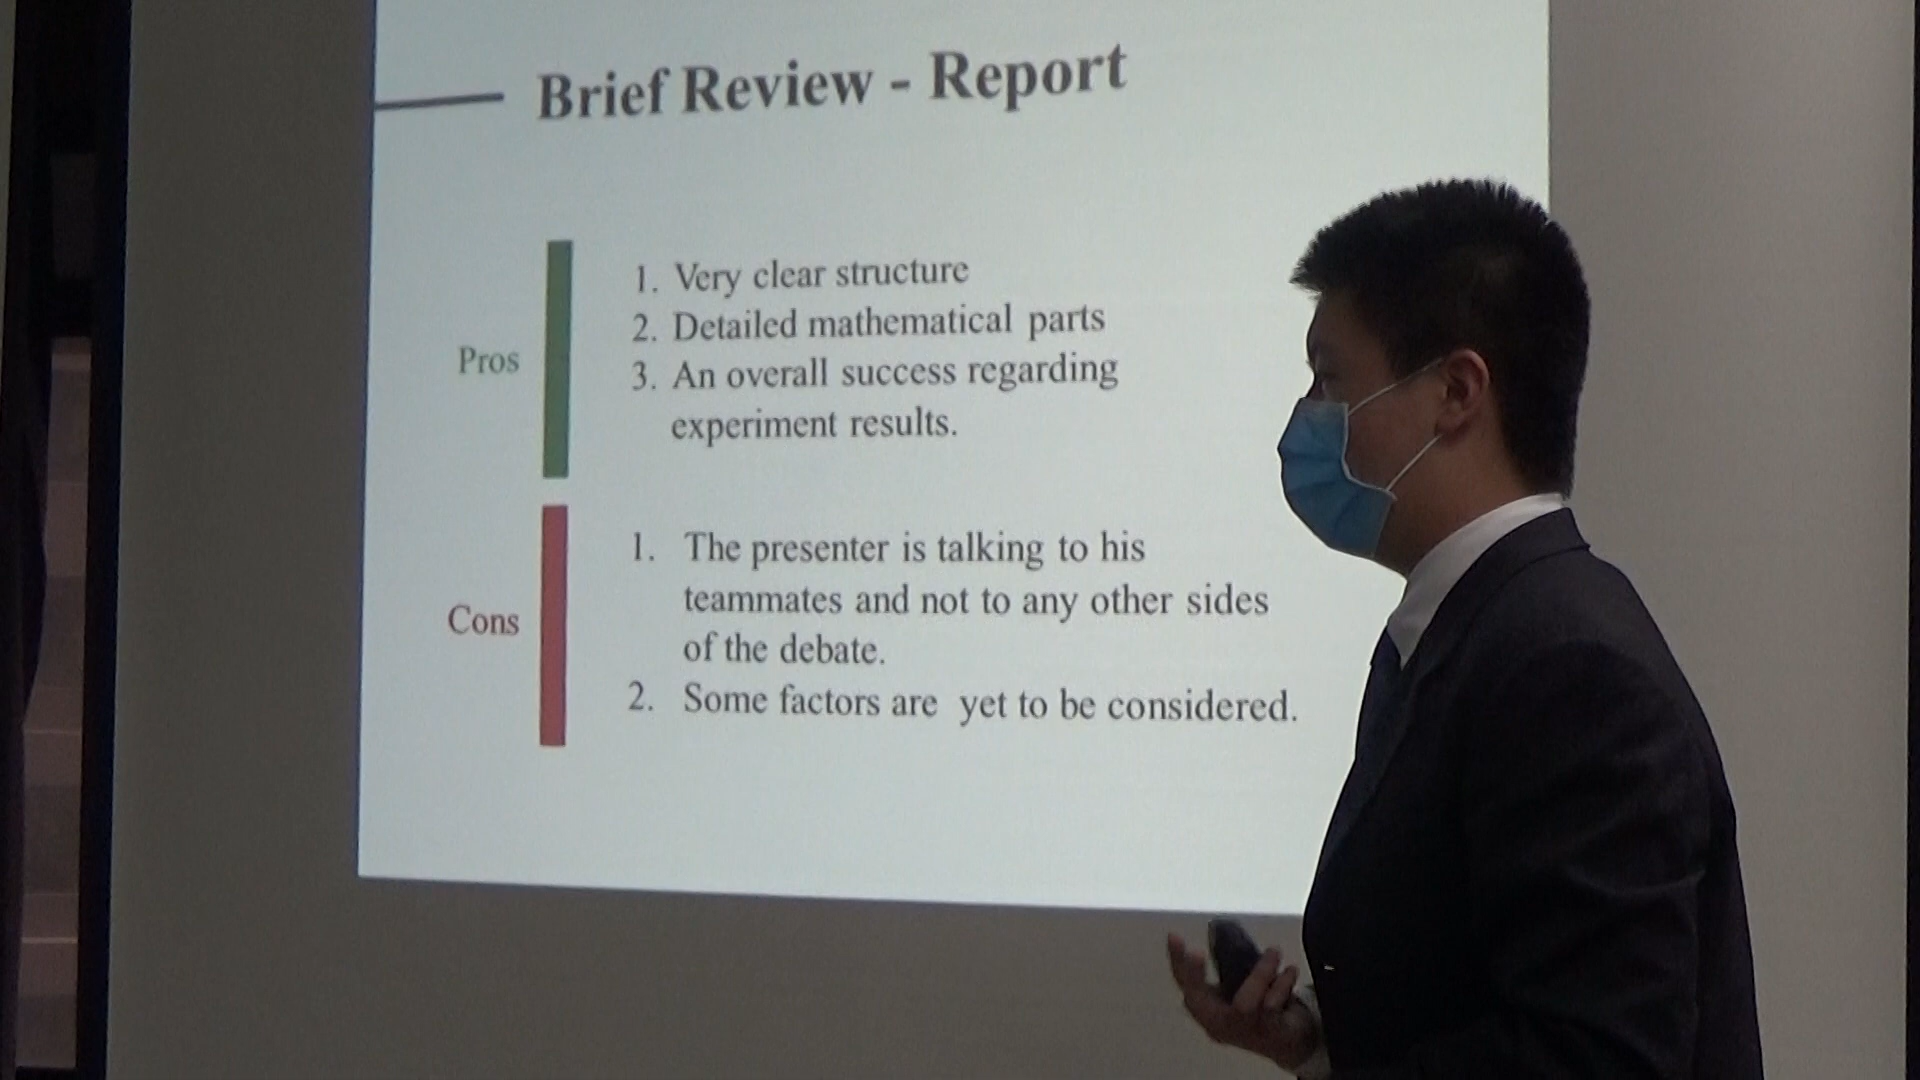 Brief Review - Report
Pros
1. Very clear structure
2. Detailed mathematical parts
3. An overall success regarding
experiment results.
Cons
1. The presenter is talking to his
teammates and not to any other sides
of the debate.
2. Some factors are yet to be considered.